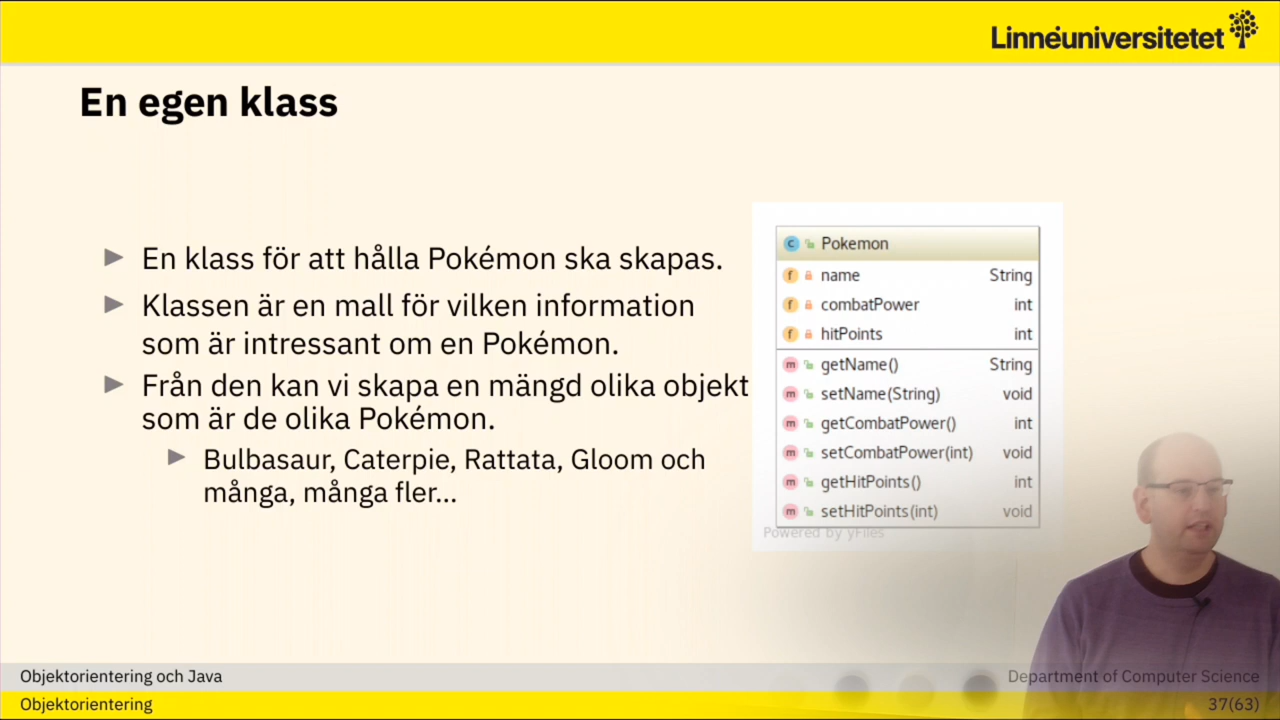 Linnéuniversitetet
En egen klass
En klass för att hålla Pokémon ska skapas.
Klassen är en mall för vilken information
som är intressant om en Pokémon.
Från den kan vi skapa en mängd olika objekt
som är de olika Pokémon.
Bulbasaur, Caterpie, Rattata, Gloom och
många, många fler...
C Pokemon
f name String
f combatPower int
f hitPoints int
m getName() String
m setName(String) void
m getCombatPower() int
m setCombatPower(int) void
m getHitPoints() int
m setHitPoints(int) void
Powered by yFiles
Objektorientering och Java
Department of Computer Science
Objektorientering
37(63)